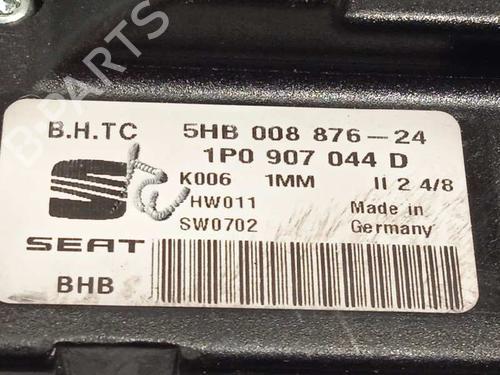 B-PARTS
B.H.TC 5HB 008 876-24
1P0 907 044 D
K006 1MM II 2 4/8
HW011 Made in
SW0702 Germany
SEAT
BHB